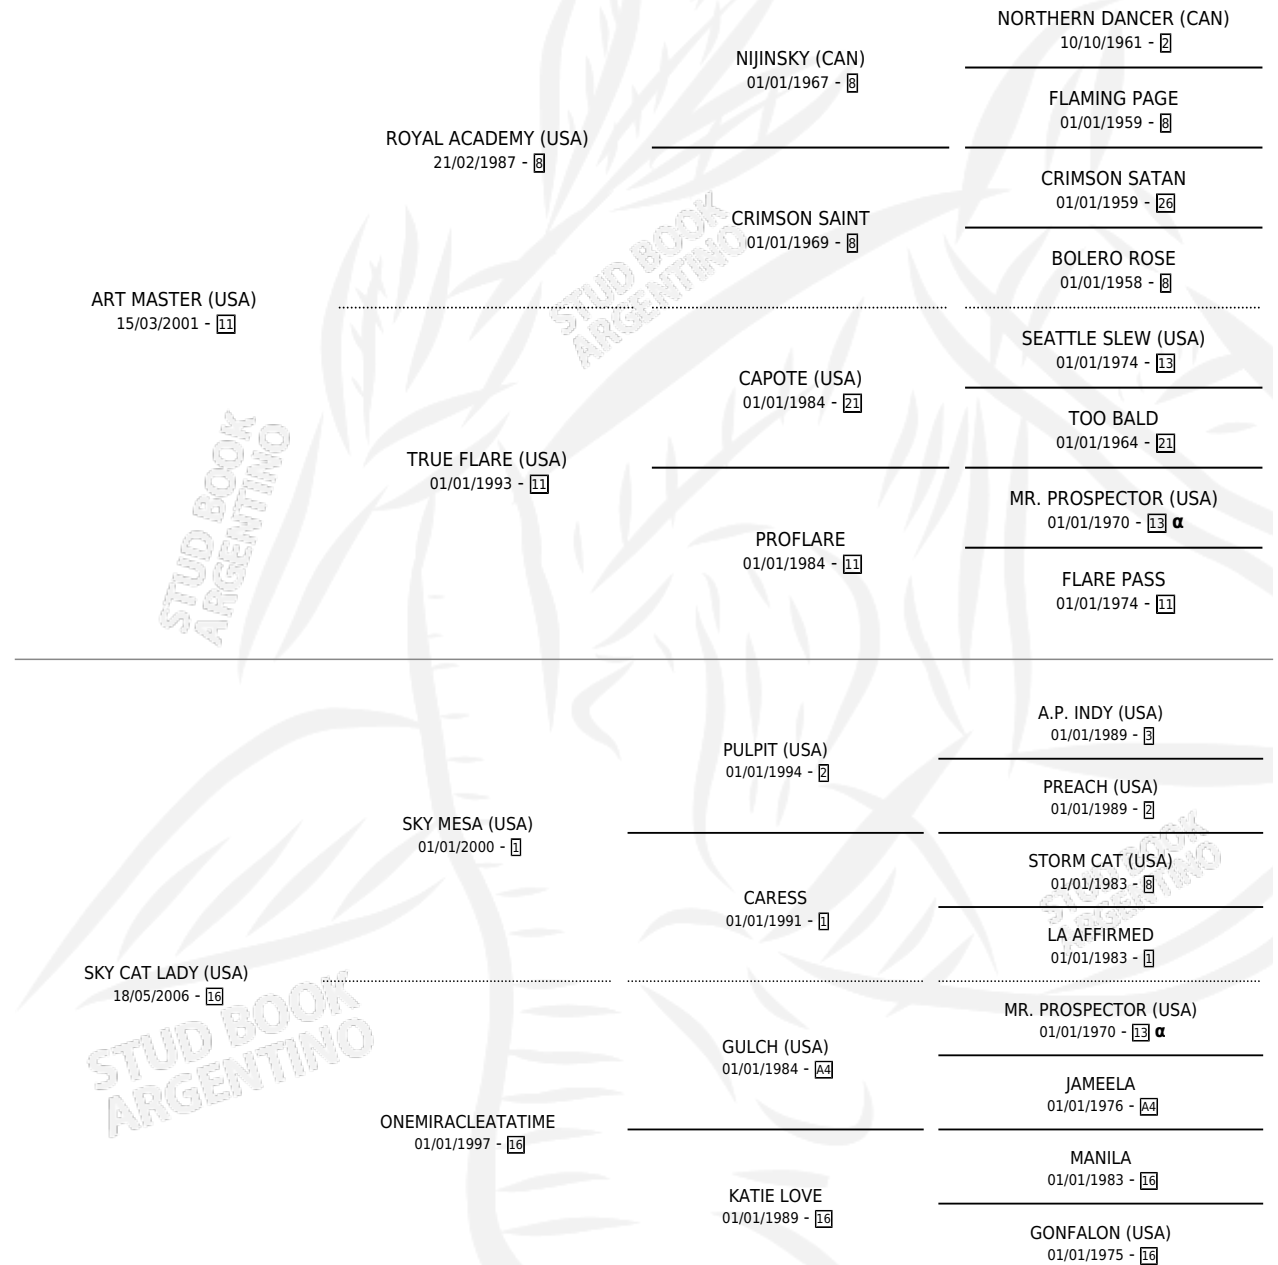 NORTHERN DANCER (CAN)
10/10/1961 - 2
NIJINSKY (CAN)
01/01/1967 - 8
FLAMING PAGE
01/01/1959 - 8
ROYAL ACADEMY (USA)
21/02/1987 - 8
CRIMSON SATAN
01/01/1959 - 26
CRIMSON SAINT
01/01/1969 - 8
BOLERO ROSE
01/01/1958 - 8
ART MASTER (USA)
15/03/2001 - 11
SEATTLE SLEW (USA)
01/01/1974 - 13
CAPOTE (USA)
01/01/1984 - 21
TOO BALD
01/01/1964 - 21
TRUE FLARE (USA)
01/01/1993 - 11
MR. PROSPECTOR (USA)
01/01/1970 - 13 α
PROFLARE
01/01/1984 - 11
FLARE PASS
01/01/1974 - 11
A.P. INDY (USA)
01/01/1989 - 3
PULPIT (USA)
01/01/1994 - 2
PREACH (USA)
01/01/1989 - 2
SKY MESA (USA)
01/01/2000 - 1
STORM CAT (USA)
01/01/1983 - 8
CARESS
01/01/1991 - 1
LA AFFIRMED
01/01/1983 - 1
SKY CAT LADY (USA)
18/05/2006 - 16
MR. PROSPECTOR (USA)
01/01/1970 - 13 α
GULCH (USA)
01/01/1984 - A4
JAMEELA
01/01/1976 - A4
ONEMIRACLEATATIME
01/01/1997 - 16
MANILA
01/01/1983 - 16
KATIE LOVE
01/01/1989 - 16
GONFALON (USA)
01/01/1975 - 16
STUD BOOK
ARGENTINO
STUD BOOK
ARGENTINO
STUD BOOK
ARGENTINO
STUD BOOK
ARGENTINO